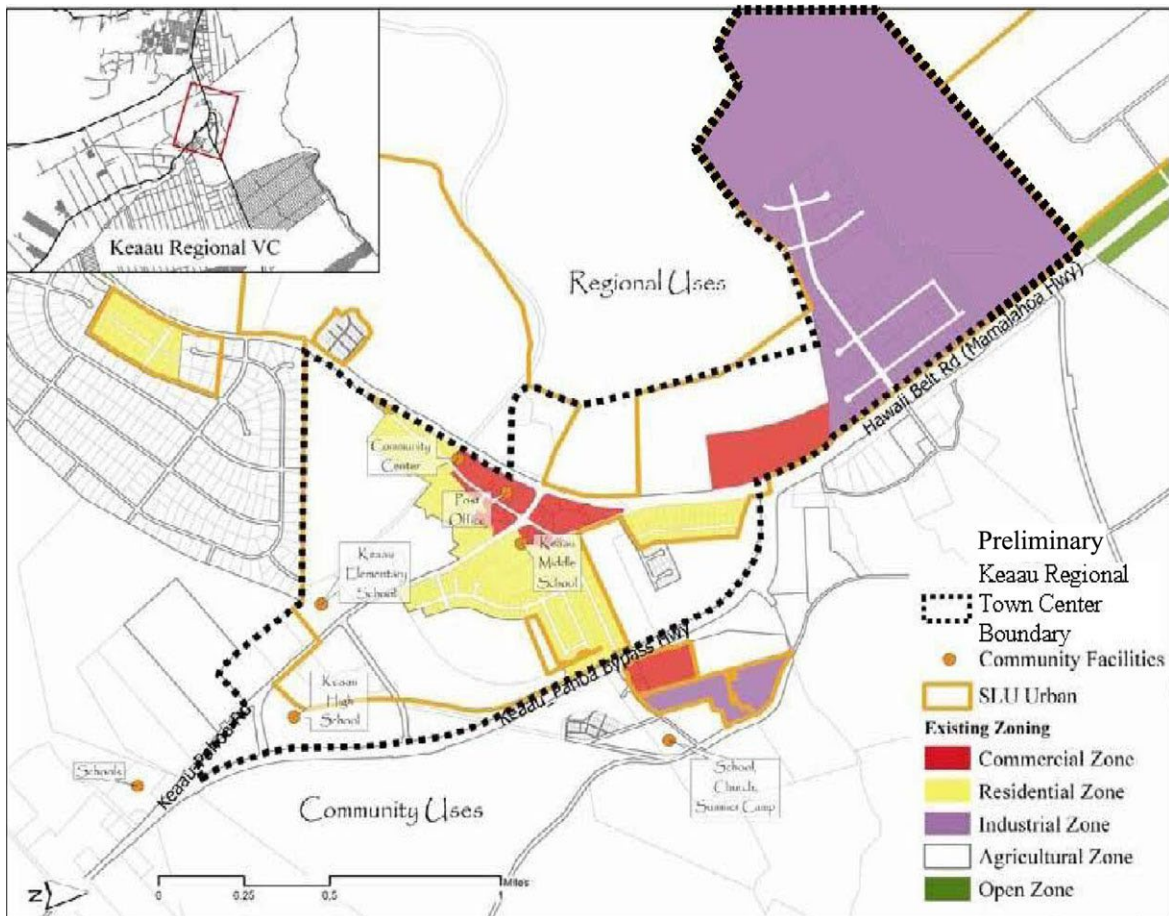 Keaau Regional VC
Regional Uses
Hawaii Belt Rd (Mamalahoa Hwy)
Community
Center
Post
Office
Keaau
Middle
School
Keaau
Elementary
School
Keaau
High
School
Keaau_Pahoa Bypass Hwy
Keaau_Pahoa Rd
Schools
School,
Church,
Summer Camp
Community Uses
Preliminary
Keaau Regional
Town Center
Boundary
Community Facilities
SLU Urban
Existing Zoning
Commercial Zone
Residential Zone
Industrial Zone
Agricultural Zone
Open Zone
N
Miles
0 0.25 0.5 1